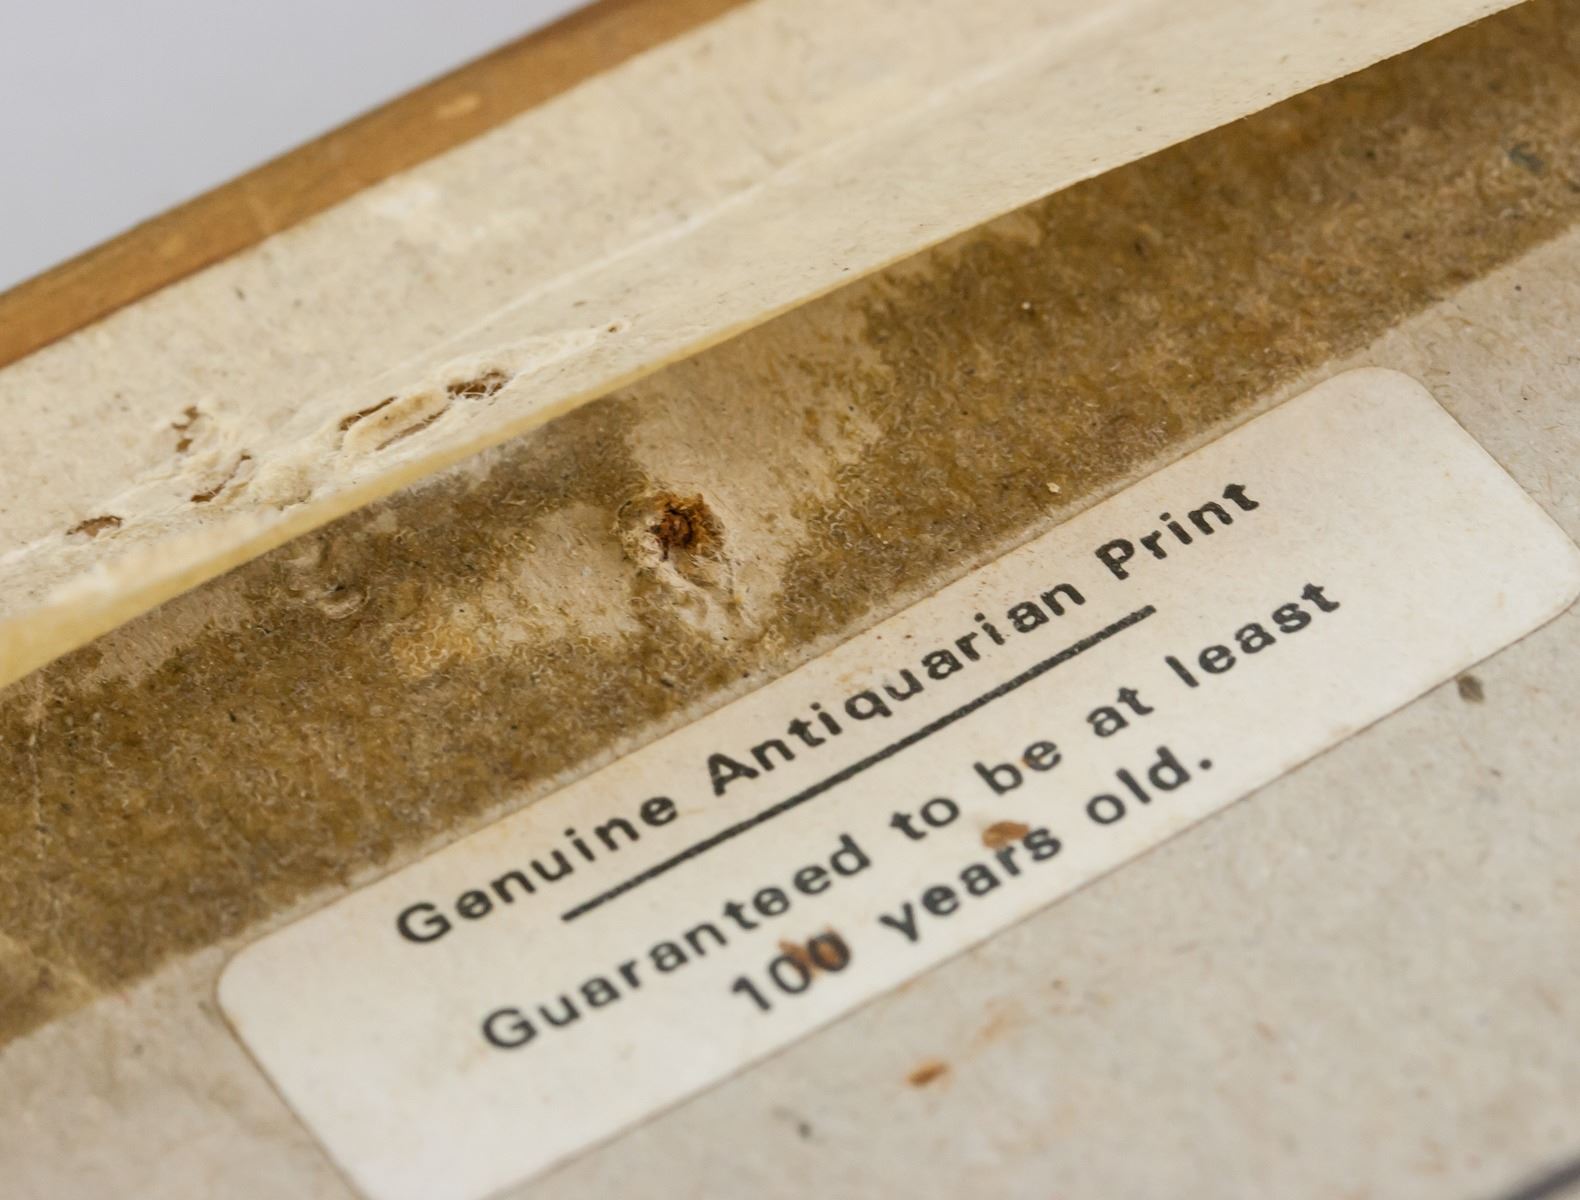 Genuine Antiquarian Print
Guaranteed to be at least
100 years old.